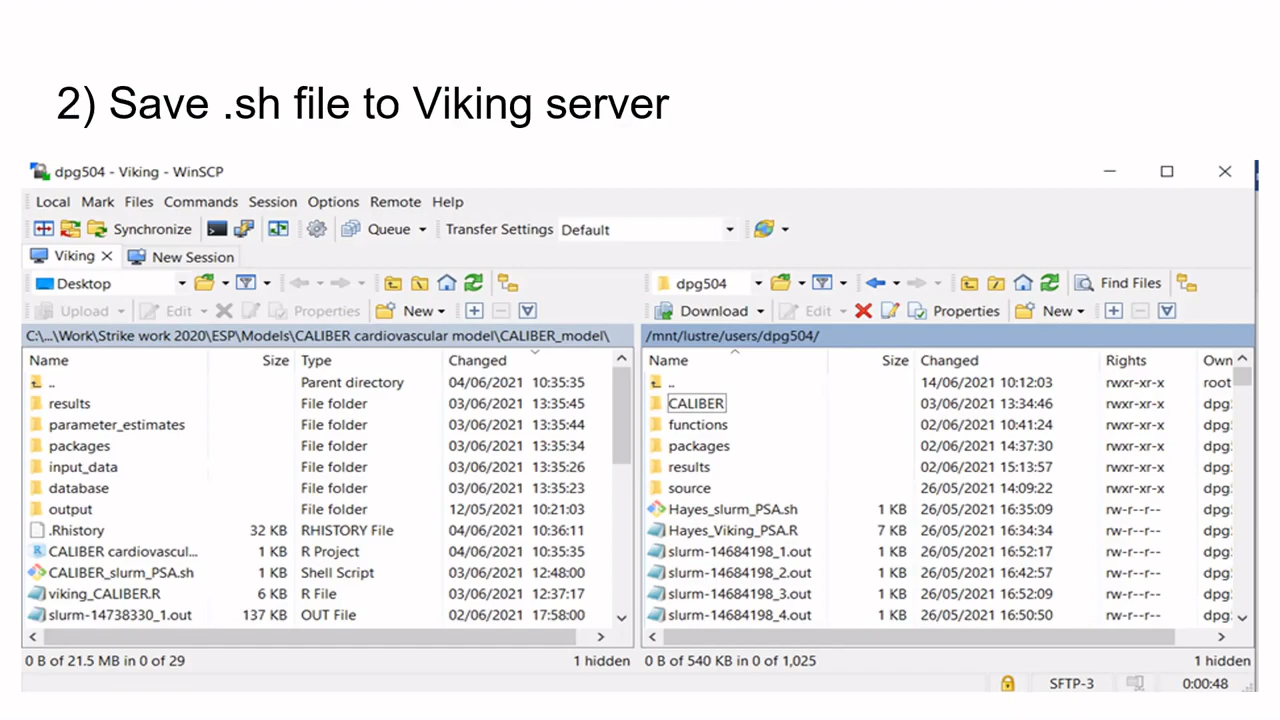 2) Save .sh file to Viking server
dpg504 - Viking - WinSCP
Local Mark Files Commands Session Options Remote Help
Synchronize Queue Transfer Settings Default
Viking New Session
Desktop dpg504 Find Files
Upload Edit Properties New Download Edit Properties New
C:\...\Work\Strike work 2020\ESP\Models\CALIBER cardiovascular model\CALIBER_model\ /mnt/lustre/users/dpg504/
Name Size Type Changed Name Size Changed Rights Own
.. Parent directory 04/06/2021 10:35:35 .. 14/06/2021 10:12:03 rwxr-xr-x root
results File folder 03/06/2021 13:35:45 CALIBER 03/06/2021 13:34:46 rwxr-xr-x dpg
parameter_estimates File folder 03/06/2021 13:35:44 functions 02/06/2021 10:41:24 rwxr-xr-x dpg
packages File folder 03/06/2021 13:35:34 packages 02/06/2021 14:37:30 rwxr-xr-x dpg
input_data File folder 03/06/2021 13:35:26 results 02/06/2021 15:13:57 rwxr-xr-x dpg
database File folder 03/06/2021 13:35:23 source 26/05/2021 14:09:22 rwxr-xr-x dpg
output File folder 12/05/2021 10:21:03 Hayes_slurm_PSA.sh 1 KB 26/05/2021 16:35:09 rw-r--r-- dpg
.Rhistory 32 KB RHISTORY File 04/06/2021 10:36:11 Hayes_Viking_PSA.R 7 KB 26/05/2021 16:34:34 rw-r--r-- dpg
CALIBER cardiovascul... 1 KB R Project 04/06/2021 10:35:35 slurm-14684198_1.out 1 KB 26/05/2021 16:52:17 rw-r--r-- dpg
CALIBER_slurm_PSA.sh 1 KB Shell Script 03/06/2021 12:48:00 slurm-14684198_2.out 1 KB 26/05/2021 16:42:57 rw-r--r-- dpg
viking_CALIBER.R 6 KB R File 03/06/2021 12:37:17 slurm-14684198_3.out 1 KB 26/05/2021 16:52:09 rw-r--r-- dpg
slurm-14738330_1.out 137 KB OUT File 02/06/2021 17:58:00 slurm-14684198_4.out 1 KB 26/05/2021 16:50:50 rw-r--r-- dpg
0 B of 21.5 MB in 0 of 29 1 hidden 0 B of 540 KB in 0 of 1,025 1 hidden
SFTP-3 0:00:48